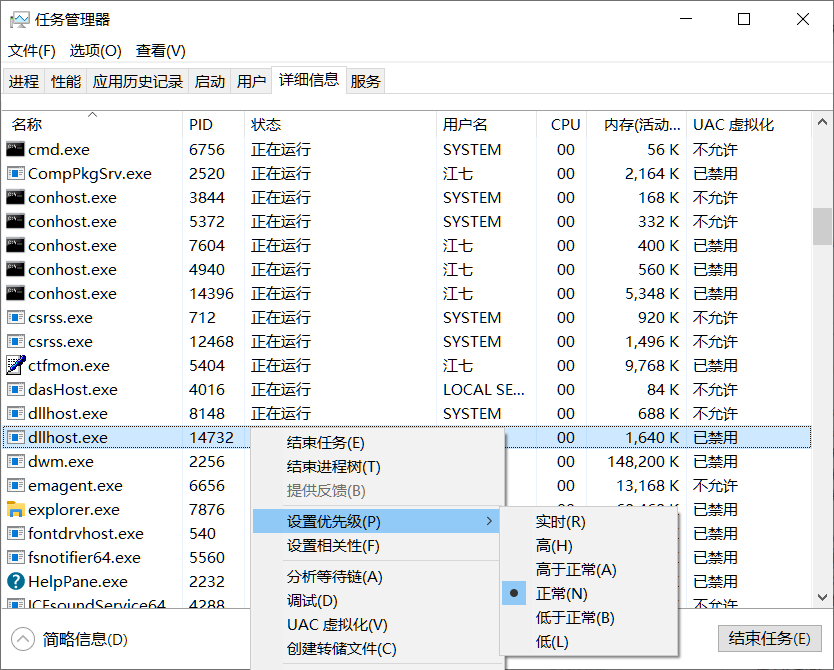 任务管理器
文件(F) 选项(O) 查看(V)
进程 性能 应用历史记录 启动 用户 详细信息 服务
名称 PID 状态 用户名 CPU 内存(活动... UAC 虚拟化
cmd.exe 6756 正在运行 SYSTEM 00 56 K 不允许
CompPkgSrv.exe 2520 正在运行 江七 00 2,164 K 已禁用
conhost.exe 3844 正在运行 SYSTEM 00 168 K 不允许
conhost.exe 5372 正在运行 SYSTEM 00 332 K 不允许
conhost.exe 7604 正在运行 江七 00 400 K 已禁用
conhost.exe 4940 正在运行 江七 00 560 K 已禁用
conhost.exe 14396 正在运行 江七 00 5,348 K 已禁用
csrss.exe 712 正在运行 SYSTEM 00 920 K 不允许
csrss.exe 12468 正在运行 SYSTEM 00 1,496 K 不允许
ctfmon.exe 5404 正在运行 江七 00 9,768 K 已禁用
dasHost.exe 4016 正在运行 LOCAL SE... 00 84 K 不允许
dllhost.exe 8148 正在运行 SYSTEM 00 688 K 不允许
dllhost.exe 14732 00 1,640 K 已禁用
dwm.exe 2256 00 148,200 K 已禁用
emagent.exe 6656 00 13,168 K 不允许
explorer.exe 7876 已禁用
fontdrvhost.exe 540 已禁用
fsnotifier64.exe 5560 已禁用
HelpPane.exe 2232 已禁用
ICEsoundService64 4288 不允许
结束任务(E)
结束进程树(T)
提供反馈(B)
设置优先级(P)
设置相关性(F)
分析等待链(A)
调试(D)
UAC 虚拟化(V)
创建转储文件(C)
实时(R)
高(H)
高于正常(A)
正常(N)
低于正常(B)
低(L)
简略信息(D)
结束任务(E)